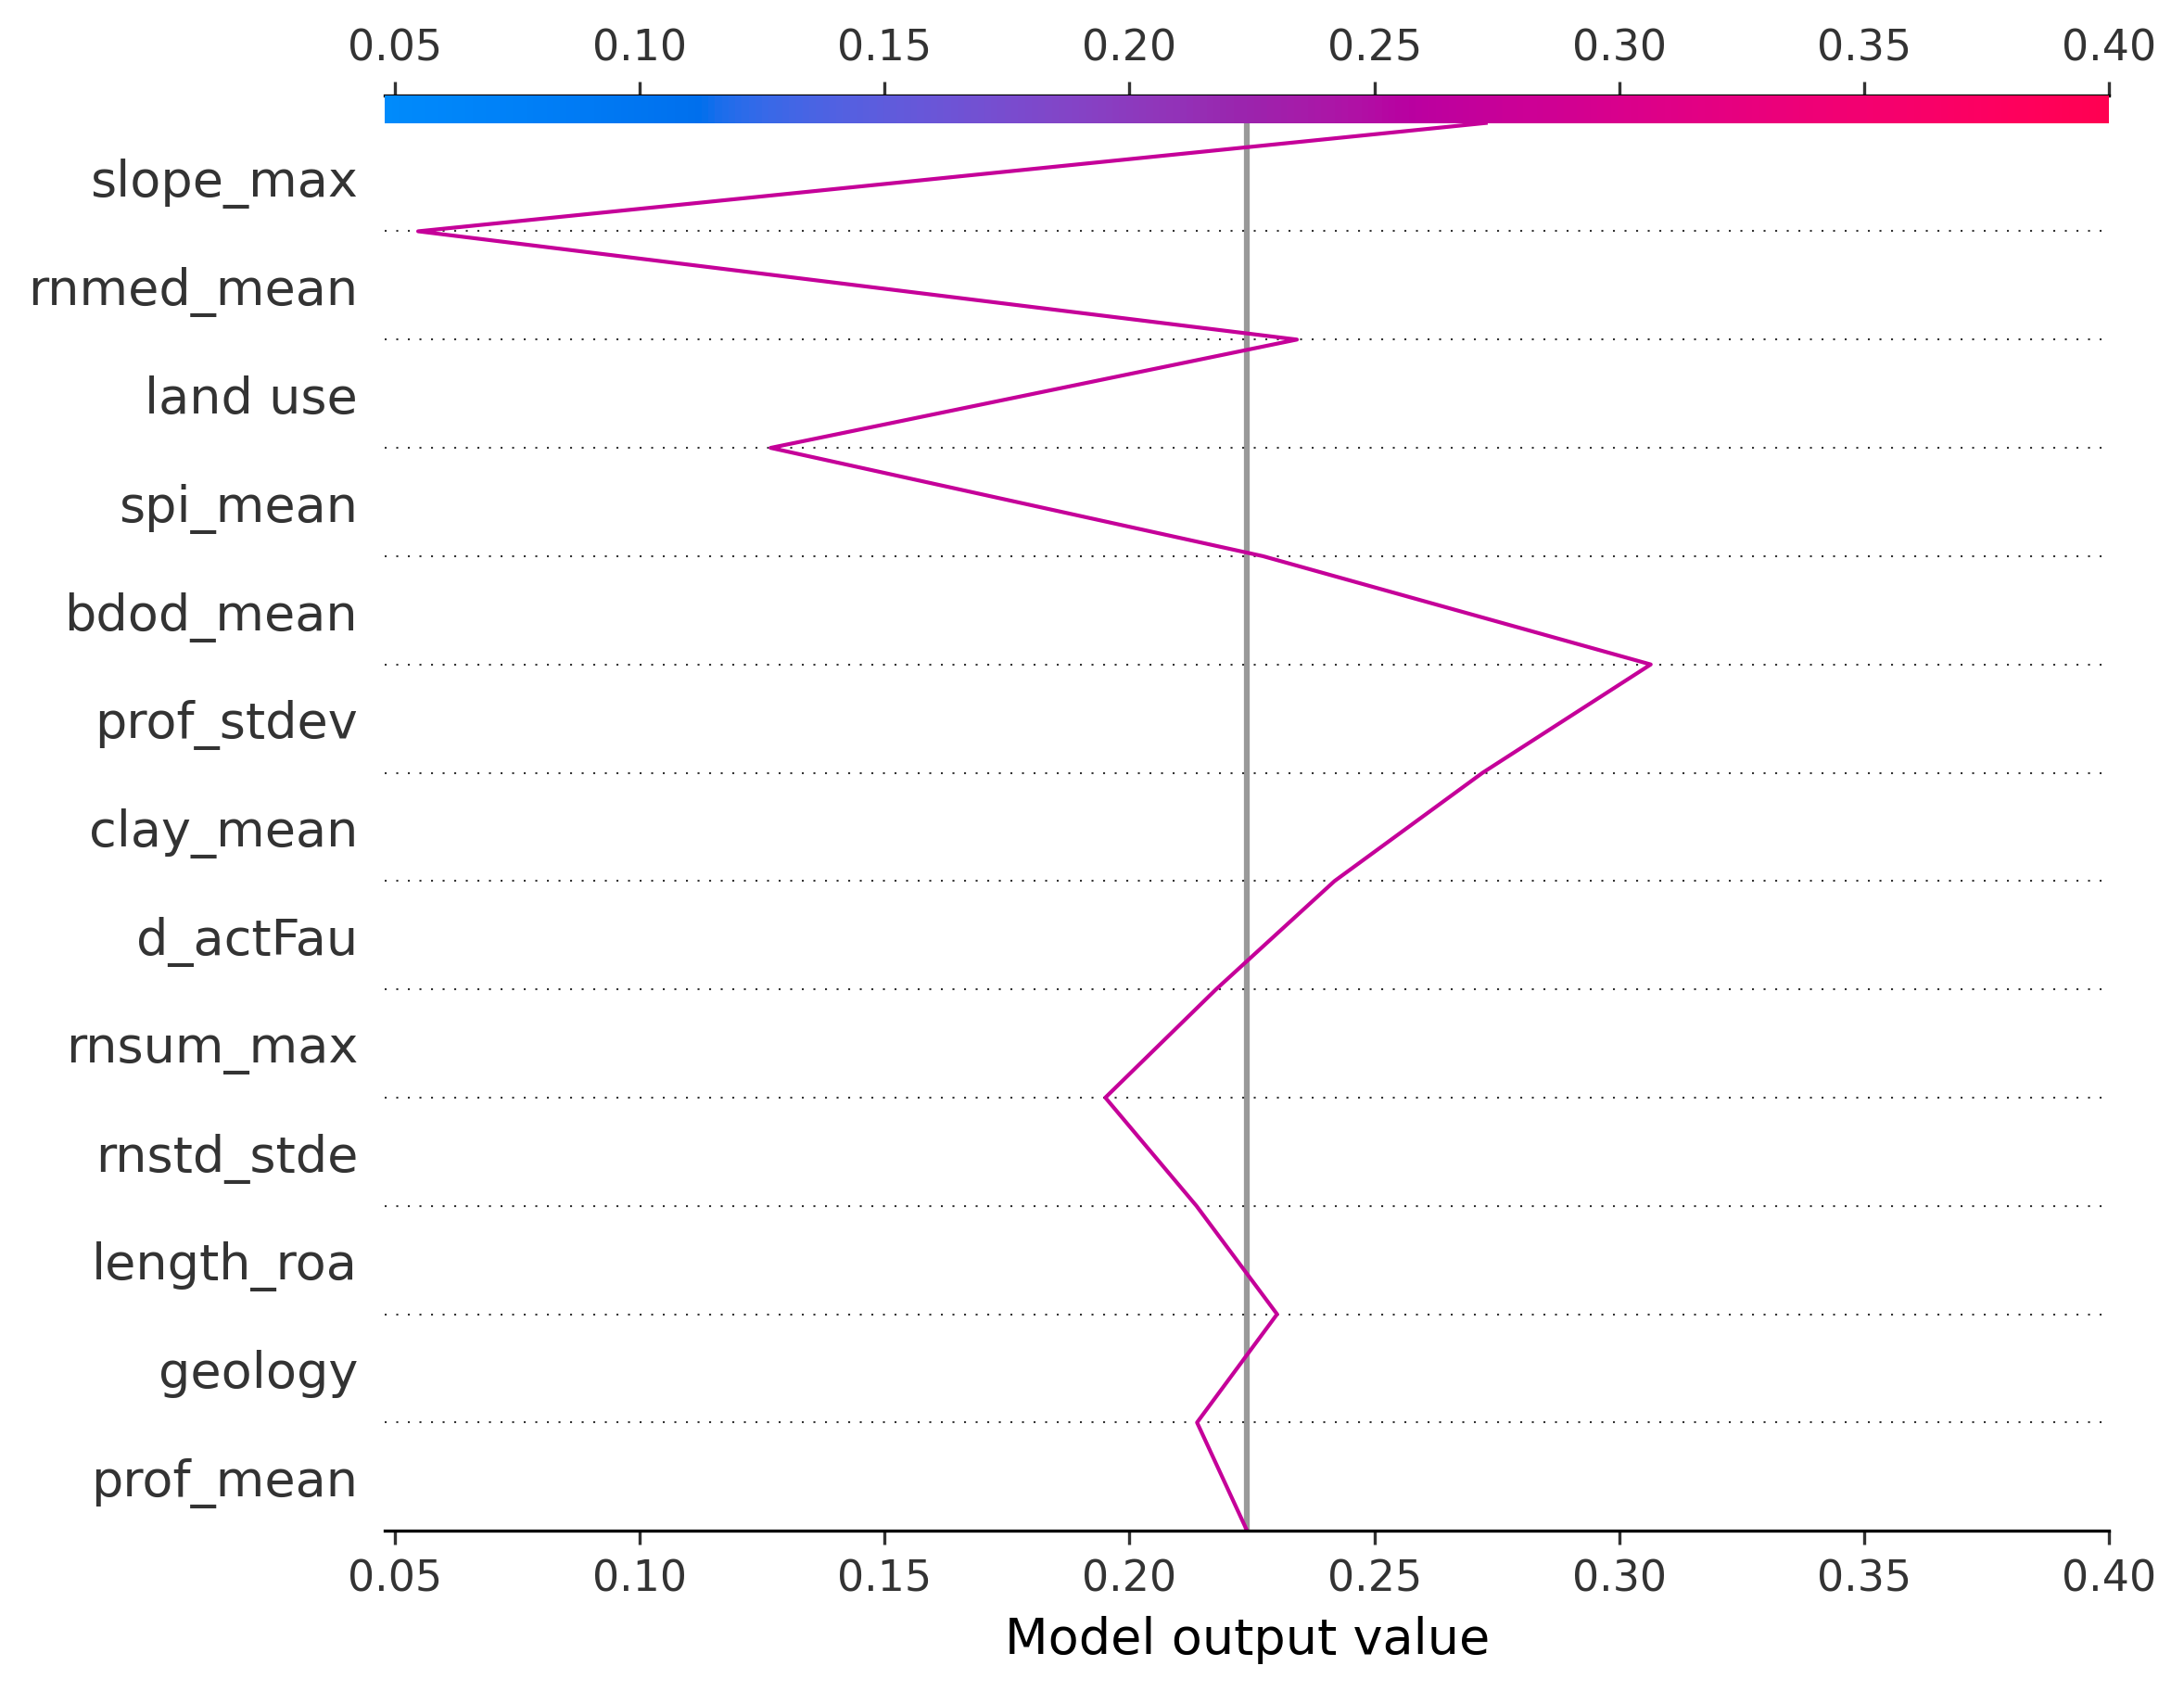 0.05 0.10 0.15 0.20 0.25 0.30 0.35 0.40
slope_max
rnmed_mean
land use
spi_mean
bdod_mean
prof_stdev
clay_mean
d_actFau
rnsum_max
rnstd_stde
length_roa
geology
prof_mean
0.05 0.10 0.15 0.20 0.25 0.30 0.35 0.40
Model output value